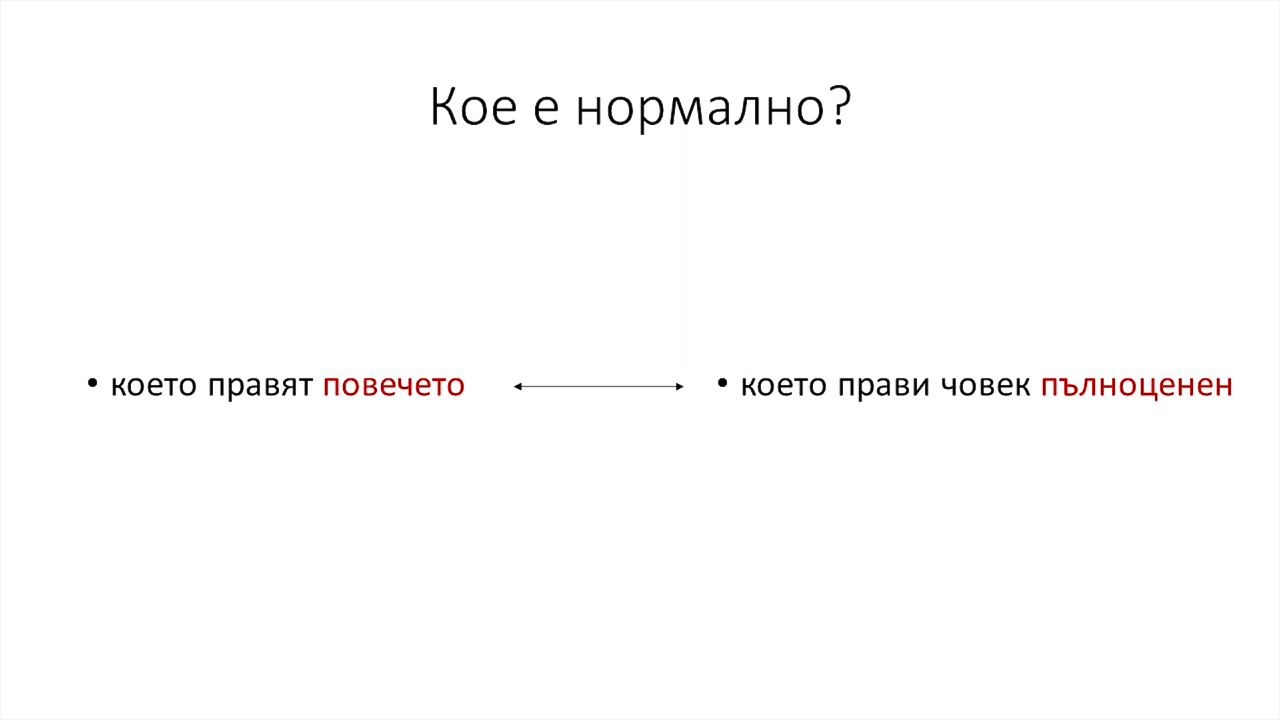 Кое е нормално?
• което правят повечето
• което прави човек пълноценен